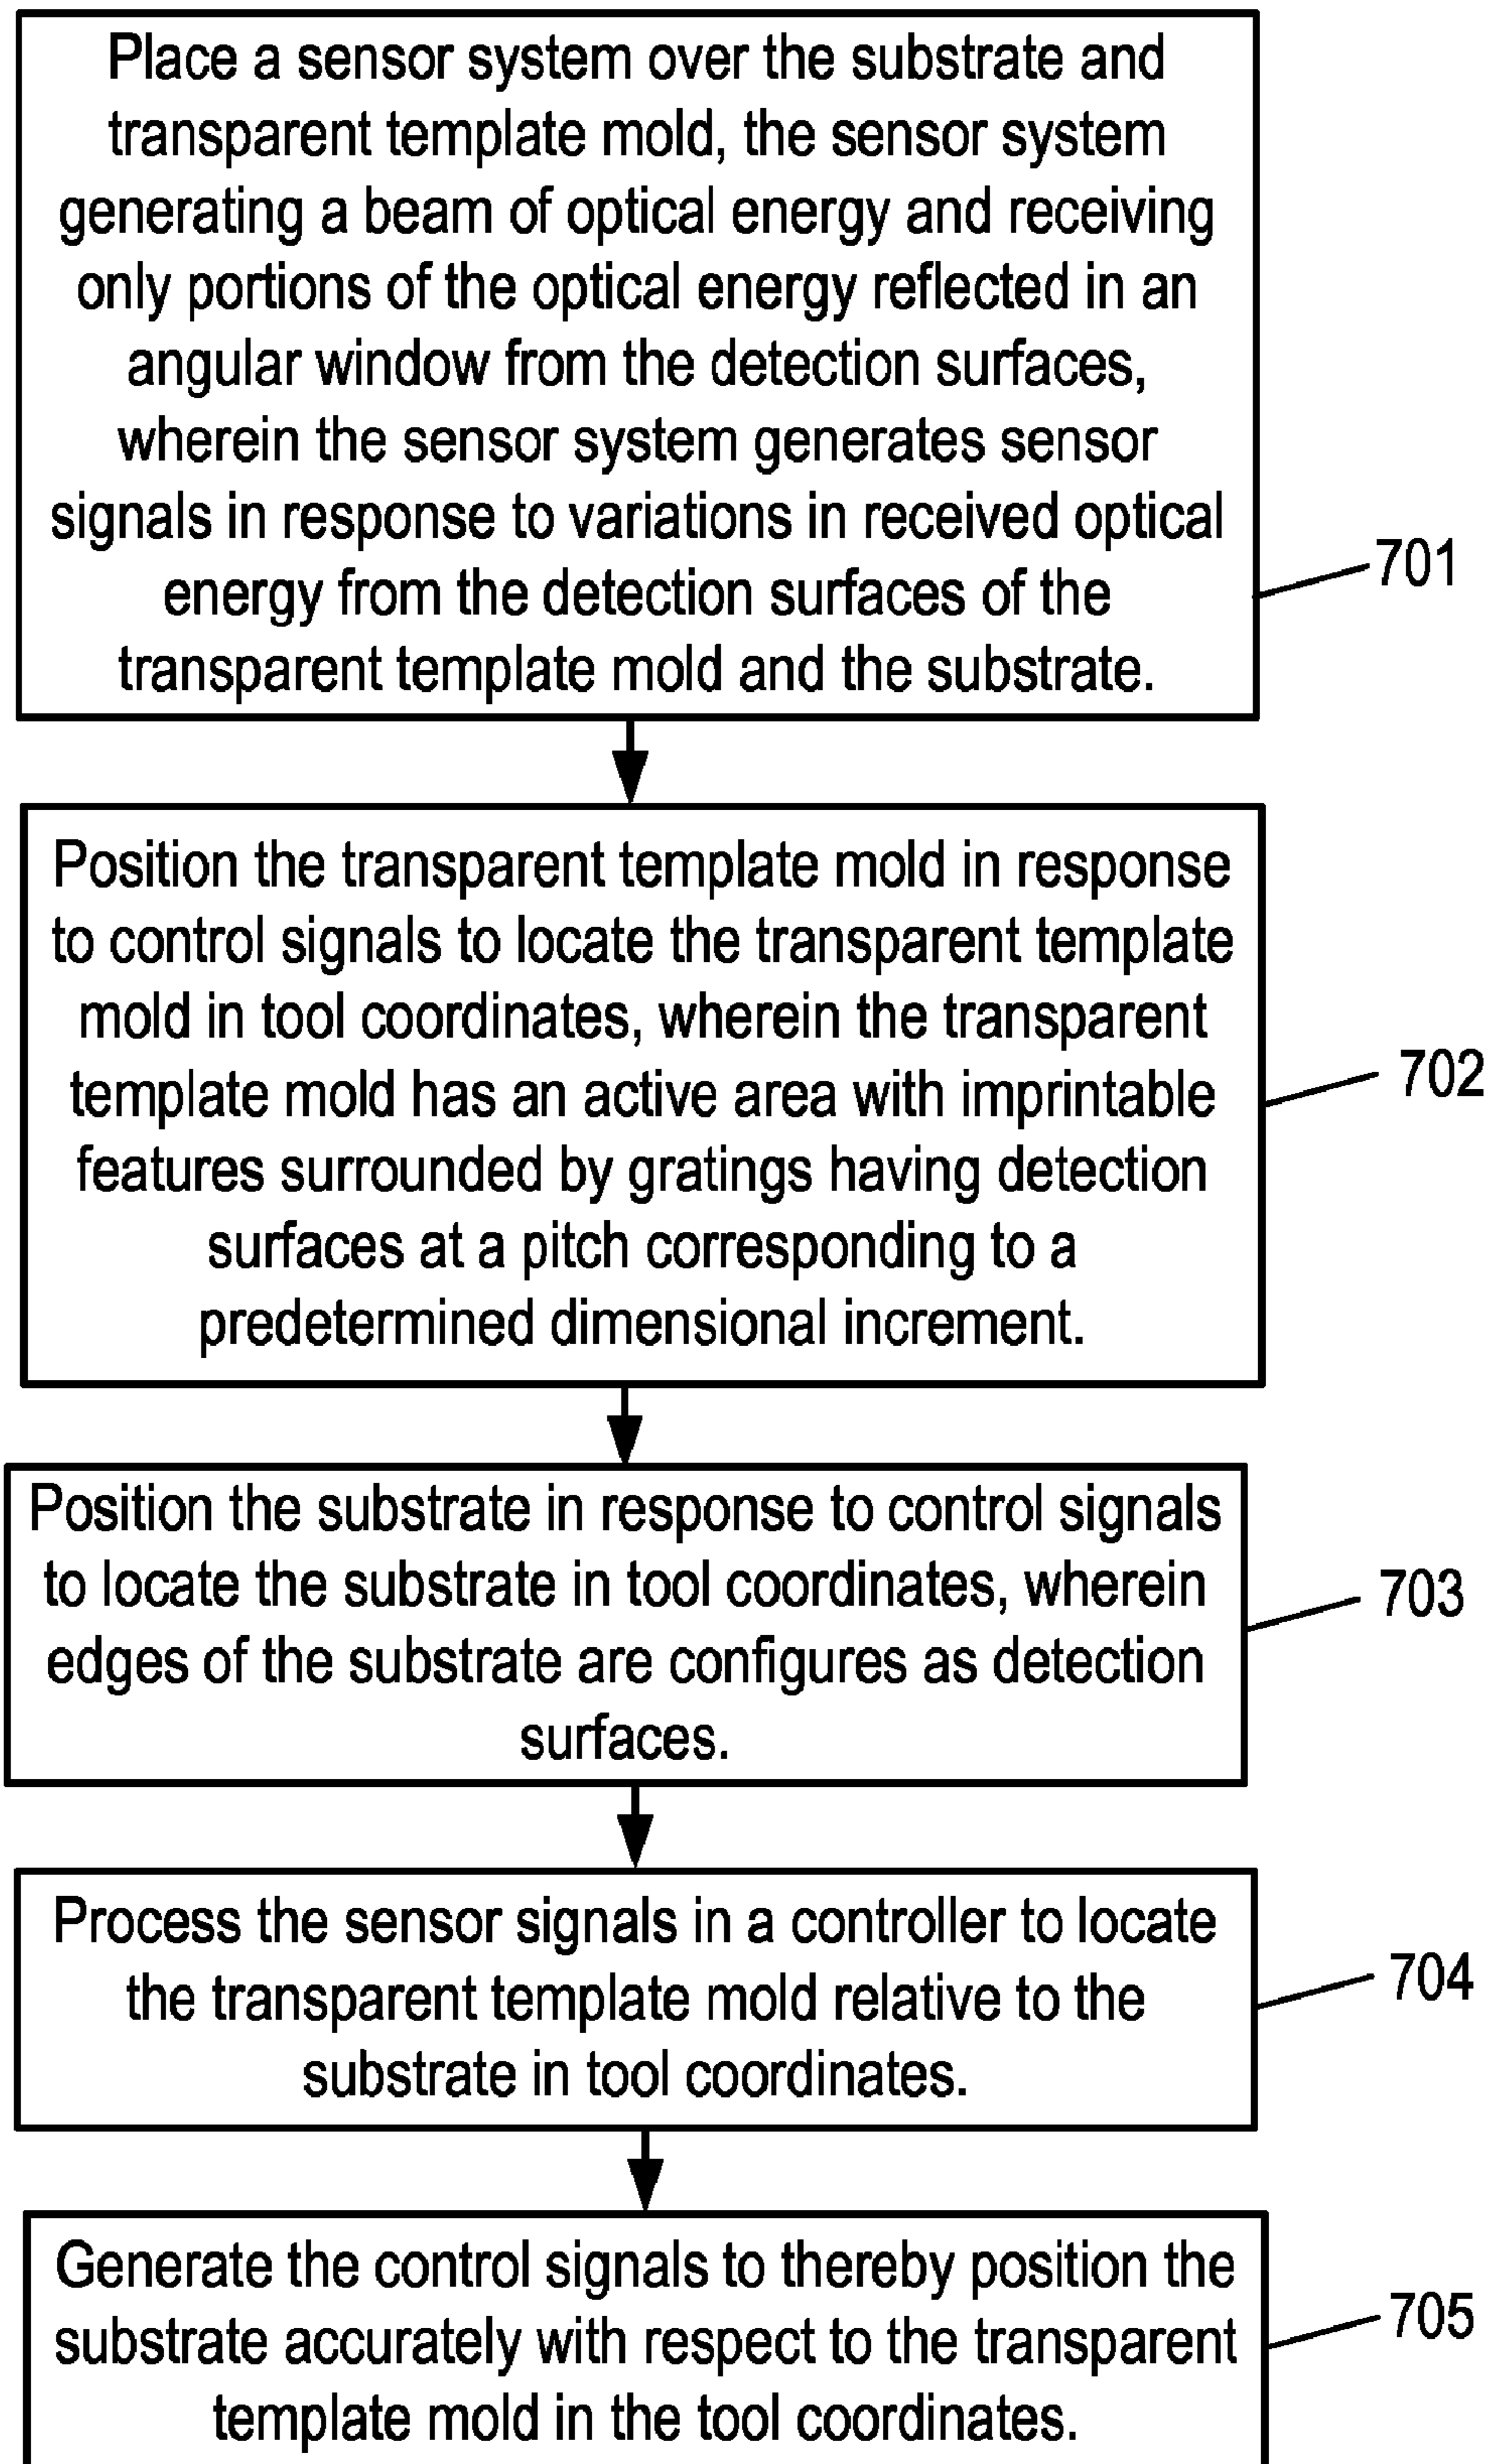 Place a sensor system over the substrate and
transparent template mold, the sensor system
generating a beam of optical energy and receiving
only portions of the optical energy reflected in an
angular window from the detection surfaces,
wherein the sensor system generates sensor
signals in response to variations in received optical
energy from the detection surfaces of the
transparent template mold and the substrate.
701
Position the transparent template mold in response
to control signals to locate the transparent template
mold in tool coordinates, wherein the transparent
template mold has an active area with imprintable
features surrounded by gratings having detection
surfaces at a pitch corresponding to a
predetermined dimensional increment.
702
Position the substrate in response to control signals
to locate the substrate in tool coordinates, wherein
edges of the substrate are configures as detection
surfaces.
703
Process the sensor signals in a controller to locate
the transparent template mold relative to the
substrate in tool coordinates.
704
Generate the control signals to thereby position the
substrate accurately with respect to the transparent
template mold in the tool coordinates.
705